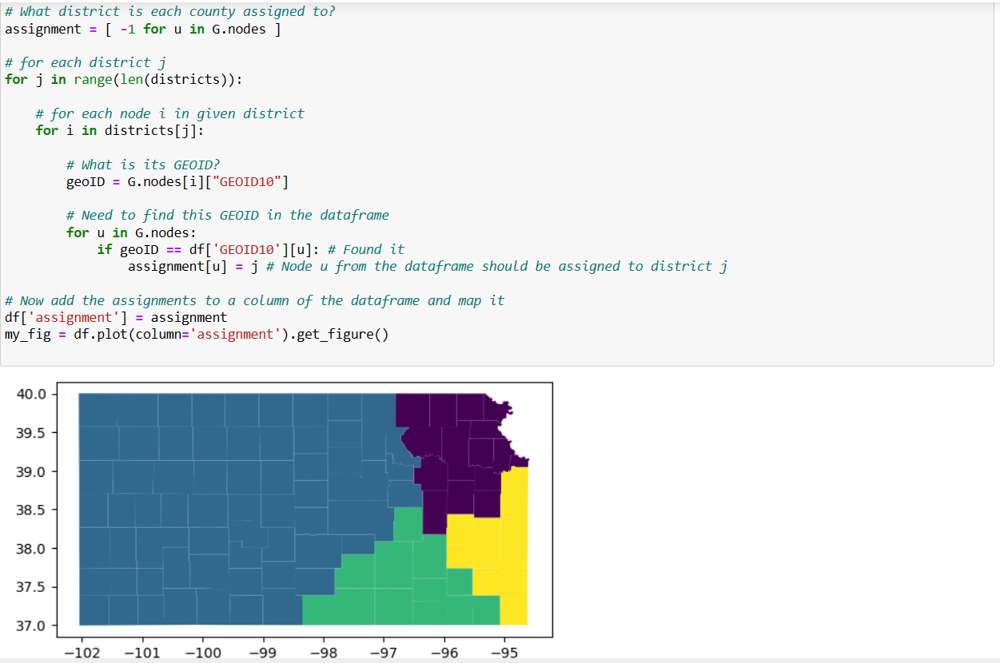 # What district is each county assigned to?
assignment = [ -1 for u in G.nodes ]
# for each district j
for j in range(len(districts)):
# for each node i in given district
for i in districts[j]:
# What is its GEOID?
geoID = G.nodes[i]["GEOID10"]
# Need to find this GEOID in the dataframe
for u in G.nodes:
if geoID == df['GEOID10'][u]: # Found it
assignment[u] = j # Node u from the dataframe should be assigned to district j
# Now add the assignments to a column of the dataframe and map it
df['assignment'] = assignment
my_fig = df.plot(column='assignment').get_figure()
40.0
39.5
39.0
38.5
38.0
37.5
37.0
−102 −101 −100 −99 −98 −97 −96 −95